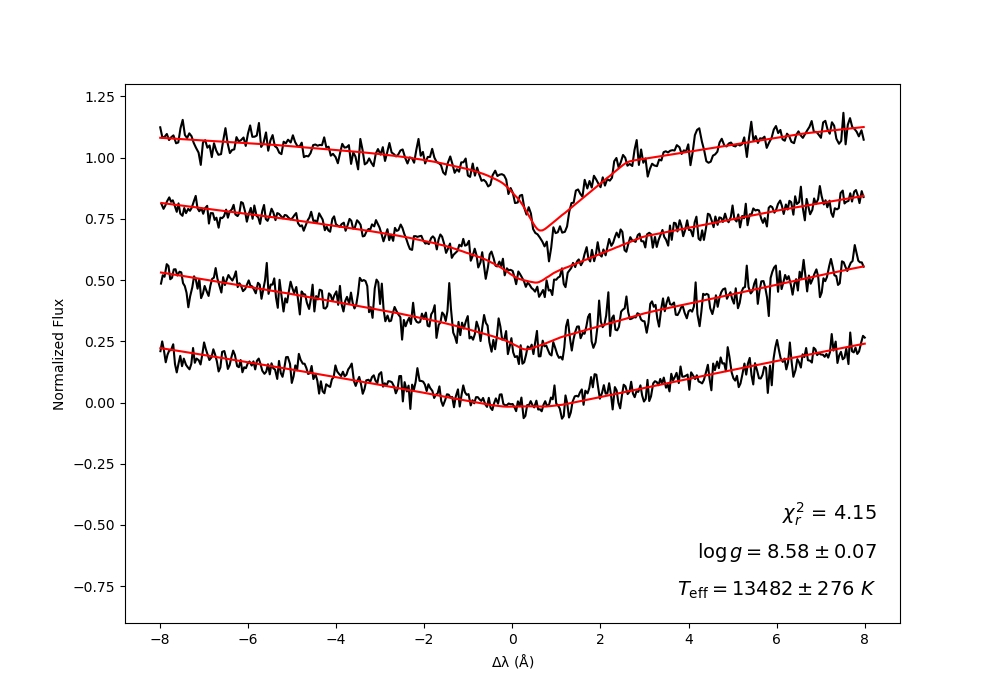 1.25
1.00
0.75
0.50
0.25
0.00
−0.25
−0.50
−0.75
Normalized Flux
χ²ᵣ = 4.15
log g = 8.58 ± 0.07
T_eff = 13482 ± 276 K
−8 −6 −4 −2 0 2 4 6 8
Δλ (Å)